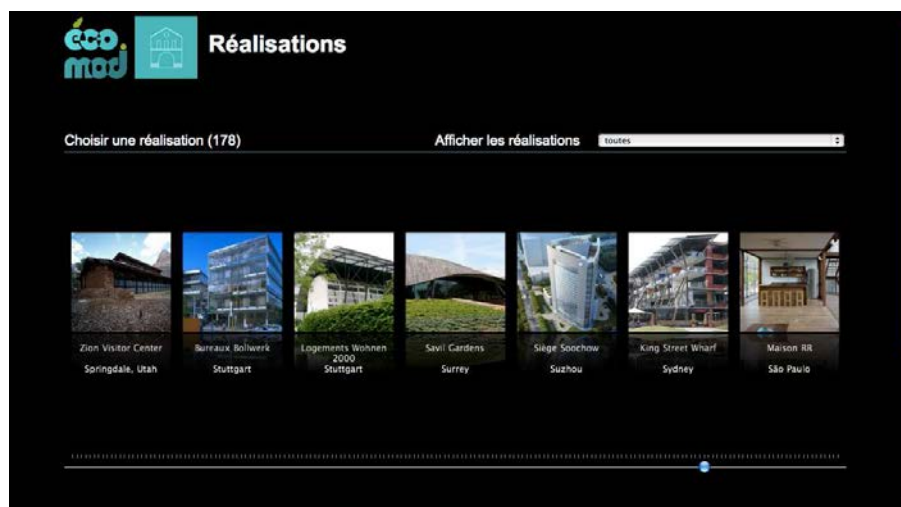 éco.
mod
Réalisations
Choisir une réalisation (178)
Afficher les réalisations
toutes
Zion Visitor Center
Springdale, Utah
Bureaux Bollwerk
Stuttgart
Logements Wohnen
2000
Stuttgart
Savil Gardens
Surrey
Siège Soochow
Suzhou
King Street Wharf
Sydney
Maison RR
São Paulo